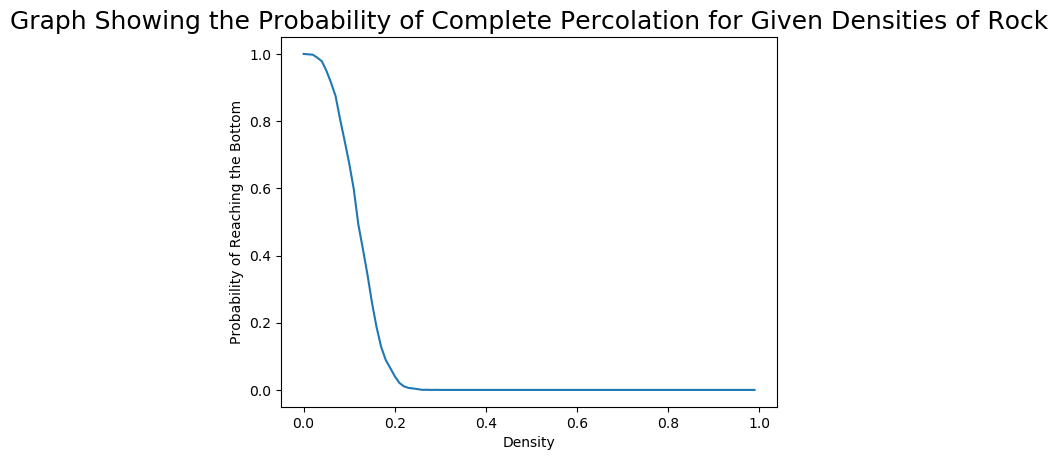 Graph Showing the Probability of Complete Percolation for Given Densities of Rock
1.0
0.8
0.6
0.4
0.2
0.0
Probability of Reaching the Bottom
0.0 0.2 0.4 0.6 0.8 1.0
Density